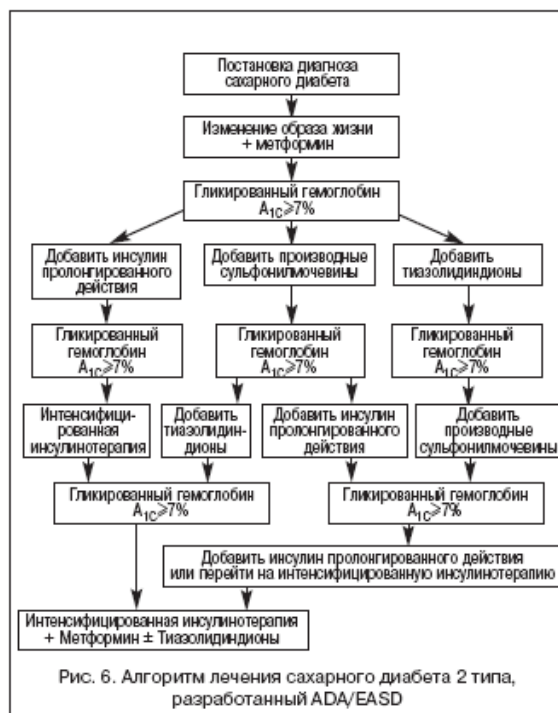 Постановка диагноза
сахарного диабета
Изменение образа жизни
+ метформин
Гликированный гемоглобин
A1C≥7%
Добавить инсулин
пролонгированного
действия
Добавить производные
сульфонилмочевины
Добавить
тиазолидиндионы
Гликированный
гемоглобин
A1C≥7%
Гликированный
гемоглобин
A1C≥7%
Гликированный
гемоглобин
A1C≥7%
Интенсифици-
рованная
инсулинотерапия
Добавить
тиазолидин-
дионы
Добавить инсулин
пролонгированного
действия
Добавить
производные
сульфонилмочевины
Гликированный гемоглобин
A1C≥7%
Гликированный гемоглобин
A1C≥7%
Добавить инсулин пролонгированного действия
или перейти на интенсифицированную инсулинотерапию
Интенсифицированная инсулинотерапия
+ Метформин ± Тиазолидиндионы
Рис. 6. Алгоритм лечения сахарного диабета 2 типа,
разработанный ADA/EASD